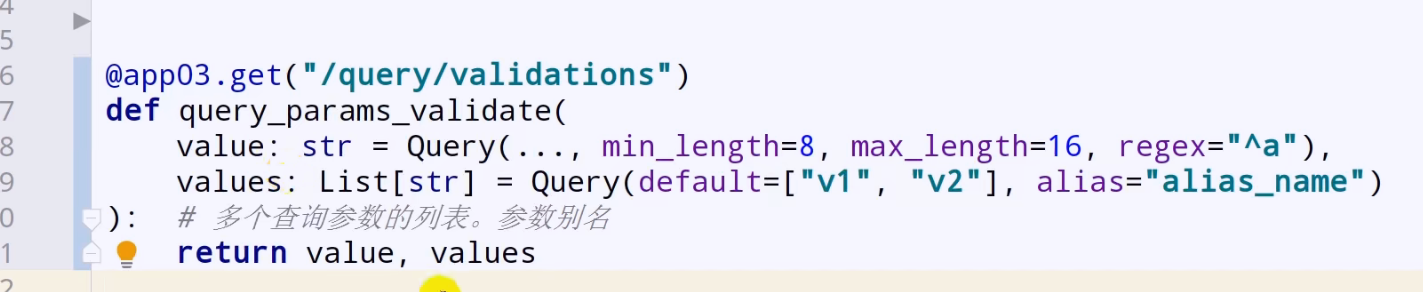 4
5
6 @app03.get("/query/validations")
7 def query_params_validate(
8     value: str = Query(..., min_length=8, max_length=16, regex="^a"),
9     values: List[str] = Query(default=["v1", "v2"], alias="alias_name")
0 ):  # 多个查询参数的列表。参数别名
1     return value, values
2